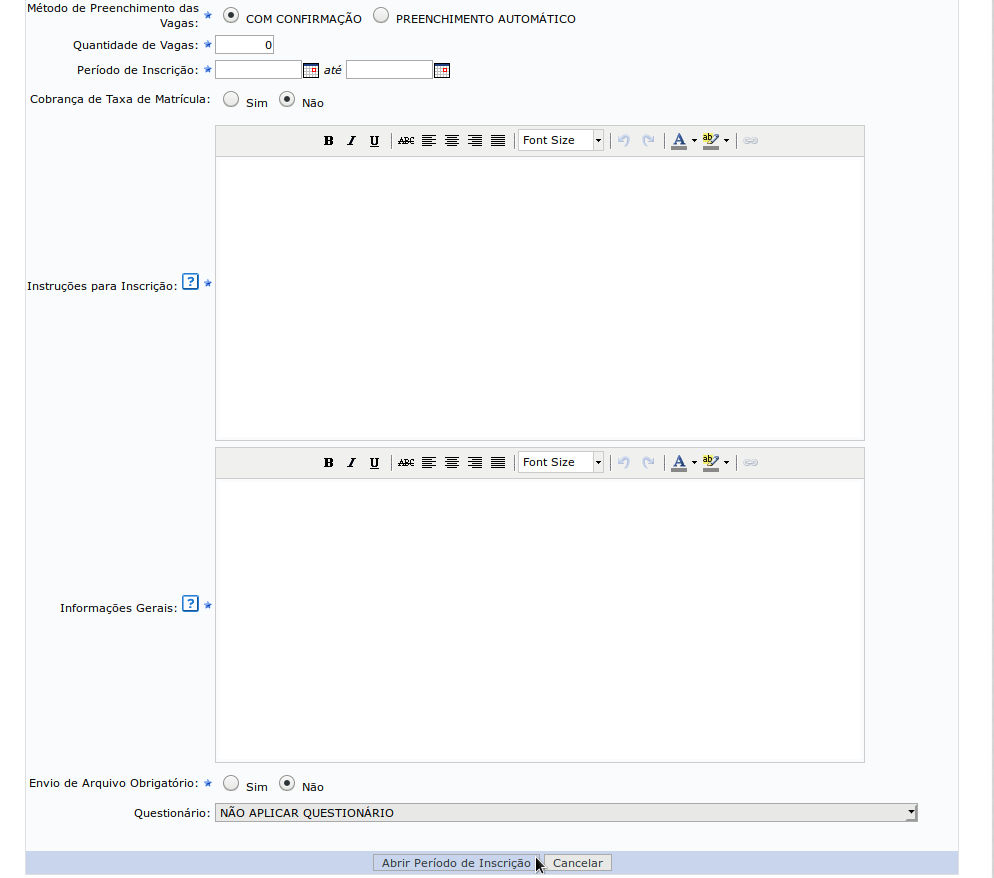 Método de Preenchimento das Vagas: COM CONFIRMAÇÃO PREENCHIMENTO AUTOMÁTICO
Quantidade de Vagas: 0
Período de Inscrição: até
Cobrança de Taxa de Matrícula: Sim Não
B I U ABC Font Size A ab
Instruções para Inscrição: ?
B I U ABC Font Size A ab
Informações Gerais: ?
Envio de Arquivo Obrigatório: Sim Não
Questionário: NÃO APLICAR QUESTIONÁRIO
Abrir Período de Inscrição Cancelar